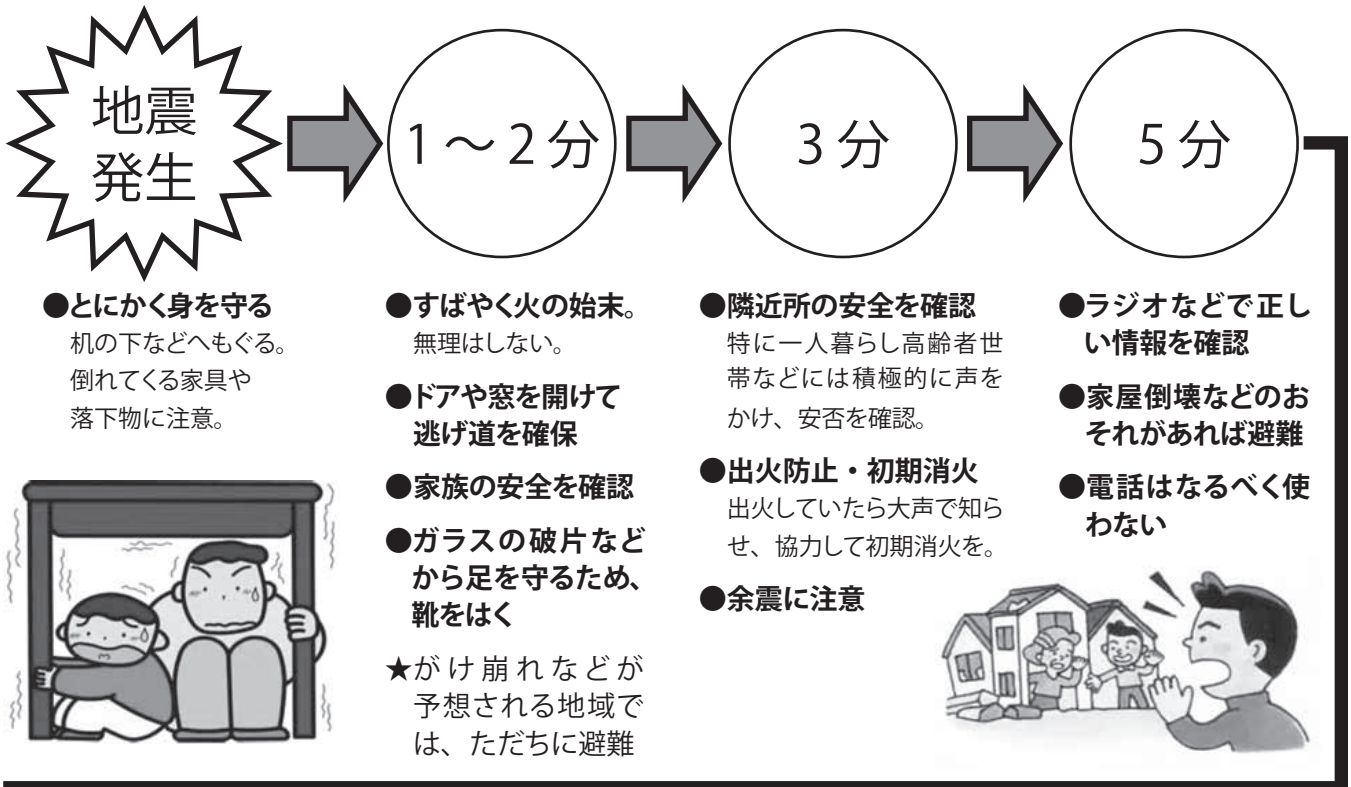 地震
発生
1～2分
3分
5分
●とにかく身を守る
机の下などへもぐる。
倒れてくる家具や
落下物に注意。
●すばやく火の始末。
無理はしない。
●ドアや窓を開けて
逃げ道を確保
●家族の安全を確認
●ガラスの破片など
から足を守るため、
靴をはく
★がけ崩れなどが
予想される地域で
は、ただちに避難
●隣近所の安全を確認
特に一人暮らし高齢者世
帯などには積極的に声を
かけ、安否を確認。
●出火防止・初期消火
出火していたら大声で知ら
せ、協力して初期消火を。
●余震に注意
●ラジオなどで正し
い情報を確認
●家屋倒壊などのお
それがあれば避難
●電話はなるべく使
わない